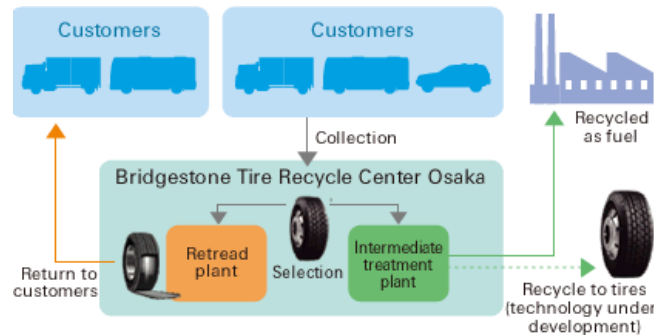 Customers
Customers
Collection
Recycled
as fuel
Bridgestone Tire Recycle Center Osaka
Retread
plant
Selection
Intermediate
treatment
plant
Return to
customers
Recycle to tires
(technology under
development)